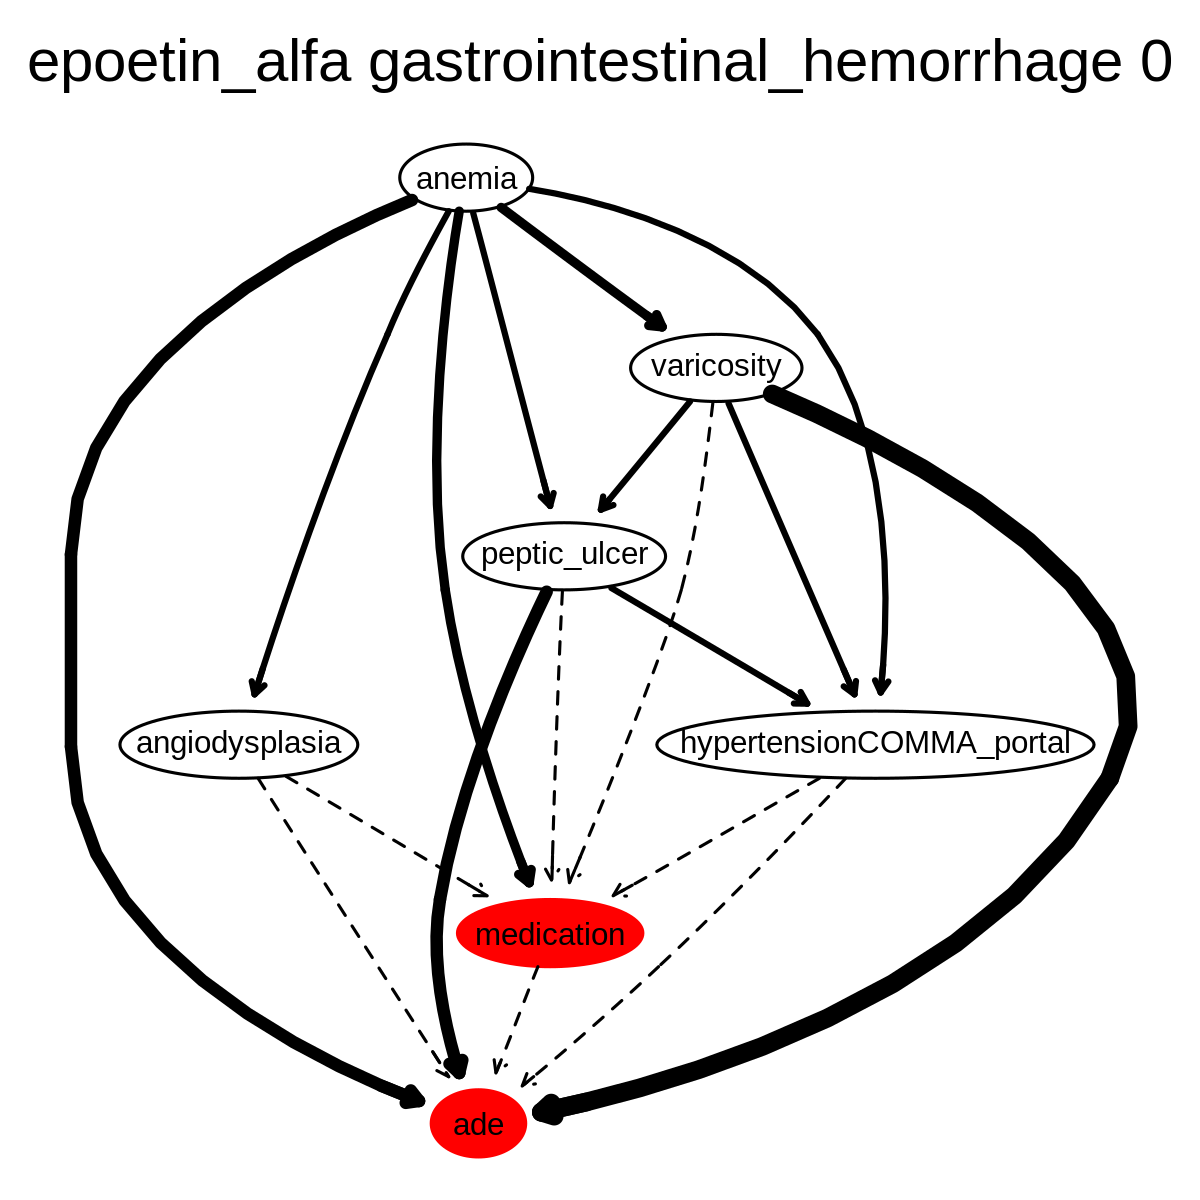 epoetin_alfa gastrointestinal_hemorrhage 0
anemia
varicosity
peptic_ulcer
angiodysplasia
hypertensionCOMMA_portal
medication
ade